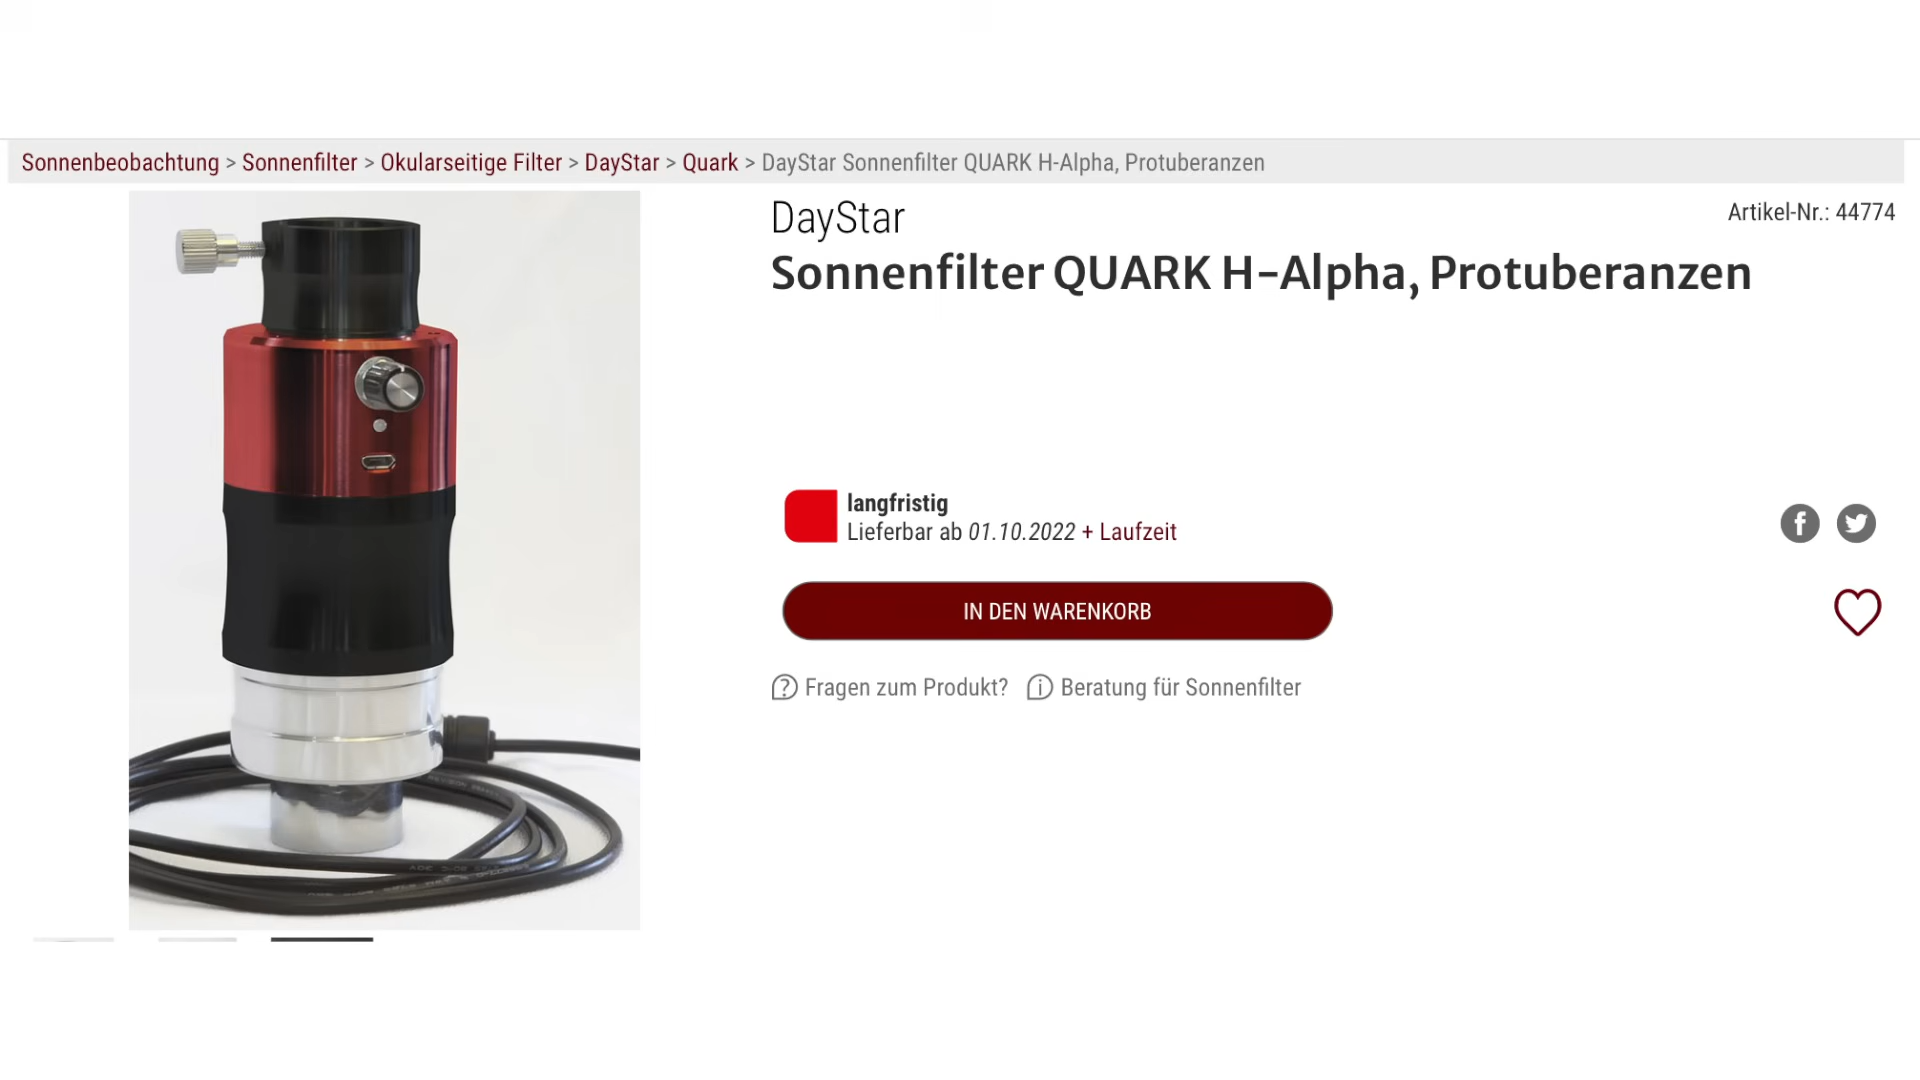 Sonnenbeobachtung > Sonnenfilter > Okularseitige Filter > DayStar > Quark > DayStar Sonnenfilter QUARK H-Alpha, Protuberanzen
DayStar
Artikel-Nr.: 44774
Sonnenfilter QUARK H-Alpha, Protuberanzen
langfristig
Lieferbar ab 01.10.2022 + Laufzeit
IN DEN WARENKORB
Fragen zum Produkt? Beratung für Sonnenfilter